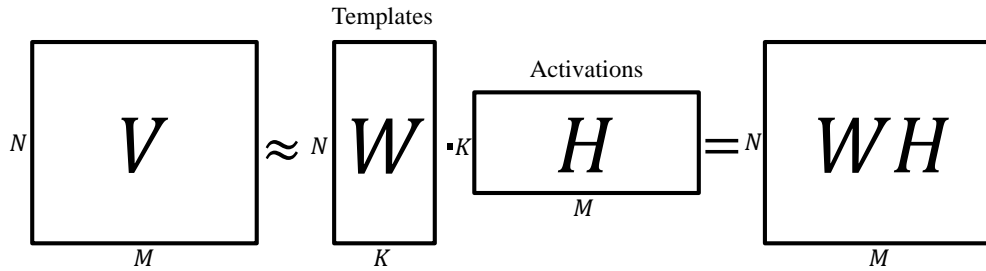 Templates
Activations
N V ≈ N W · K H = N WH
M K M M